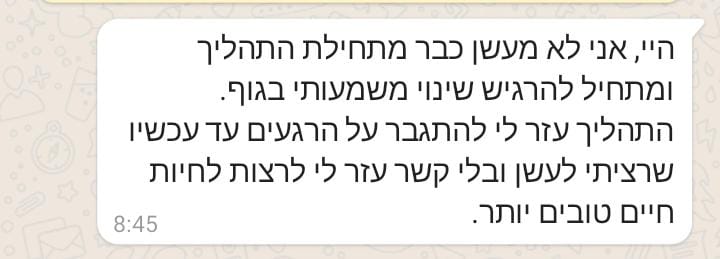 היי, אני לא מעשן כבר מתחילת התהליך
ומתחיל להרגיש שינוי משמעותי בגוף.
התהליך עזר לי להתגבר על הרגעים עד עכשיו
שרציתי לעשן ובלי קשר עזר לי לרצות לחיות
חיים טובים יותר.
8:45